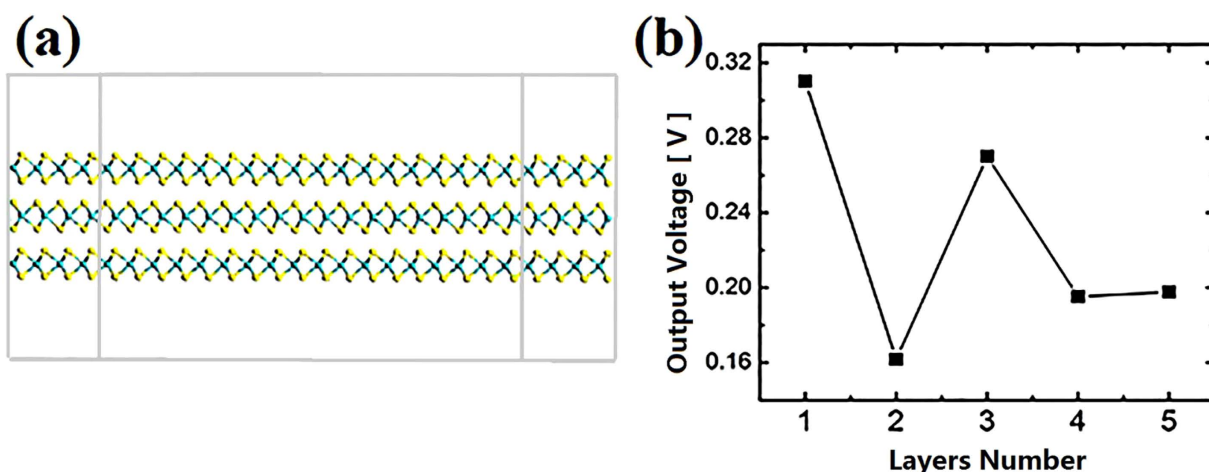 (a)
(b)
Output Voltage [ V ]
0.32
0.28
0.24
0.20
0.16
1 2 3 4 5
Layers Number